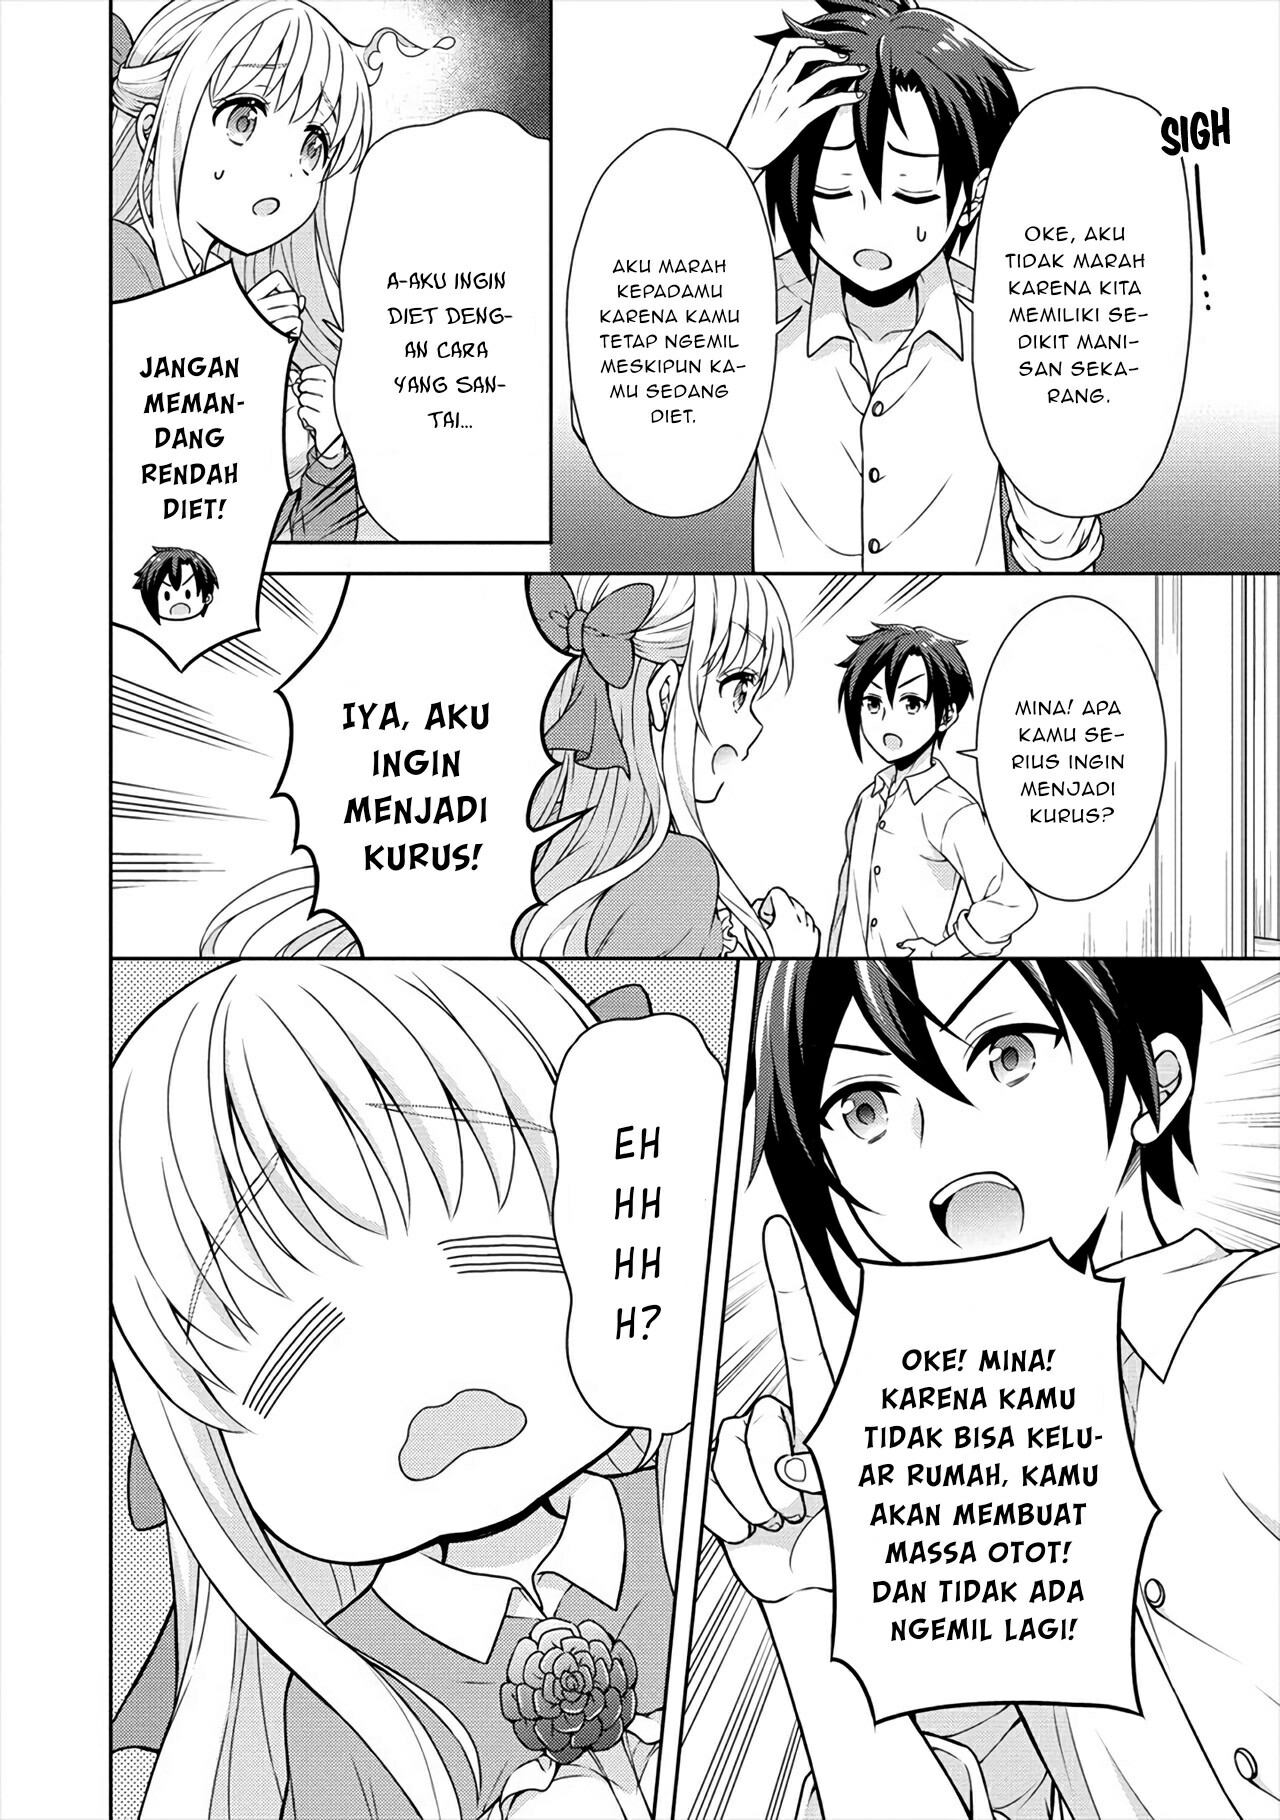 SIGH
OKE, AKU
TIDAK MARAH
KARENA KITA
MEMILIKI SE-
DIKIT MANI-
SAN SEKA-
RANG.
AKU MARAH
KEPADAMU
KARENA KAMU
TETAP NGEMIL
MESKIPUN KA-
MU SEDANG
DIET.
A-AKU INGIN
DIET DENG-
AN CARA
YANG SAN-
TAI...
JANGAN
MEMAN-
DANG
RENDAH
DIET!
MINA! APA
KAMU SE-
RIUS INGIN
MENJADI
KURUS?
IYA, AKU
INGIN
MENJADI
KURUS!
OKE! MINA!
KARENA KAMU
TIDAK BISA KELU-
AR RUMAH, KAMU
AKAN MEMBUAT
MASSA OTOT!
DAN TIDAK ADA
NGEMIL LAGI!
EH
HH
HH
H?